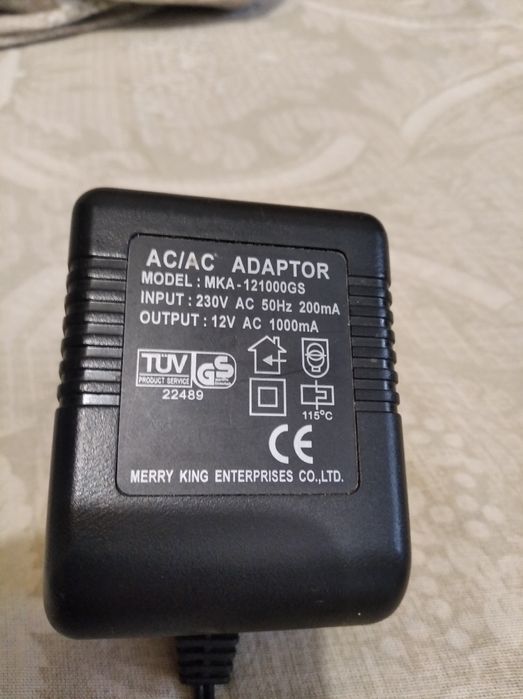 AC/AC ADAPTOR
MODEL : MKA-121000GS
INPUT : 230V AC 50Hz 200mA
OUTPUT : 12V AC 1000mA
TÜV
PRODUCT SERVICE
GS
22489
115°C
CE
MERRY KING ENTERPRISES CO.,LTD.